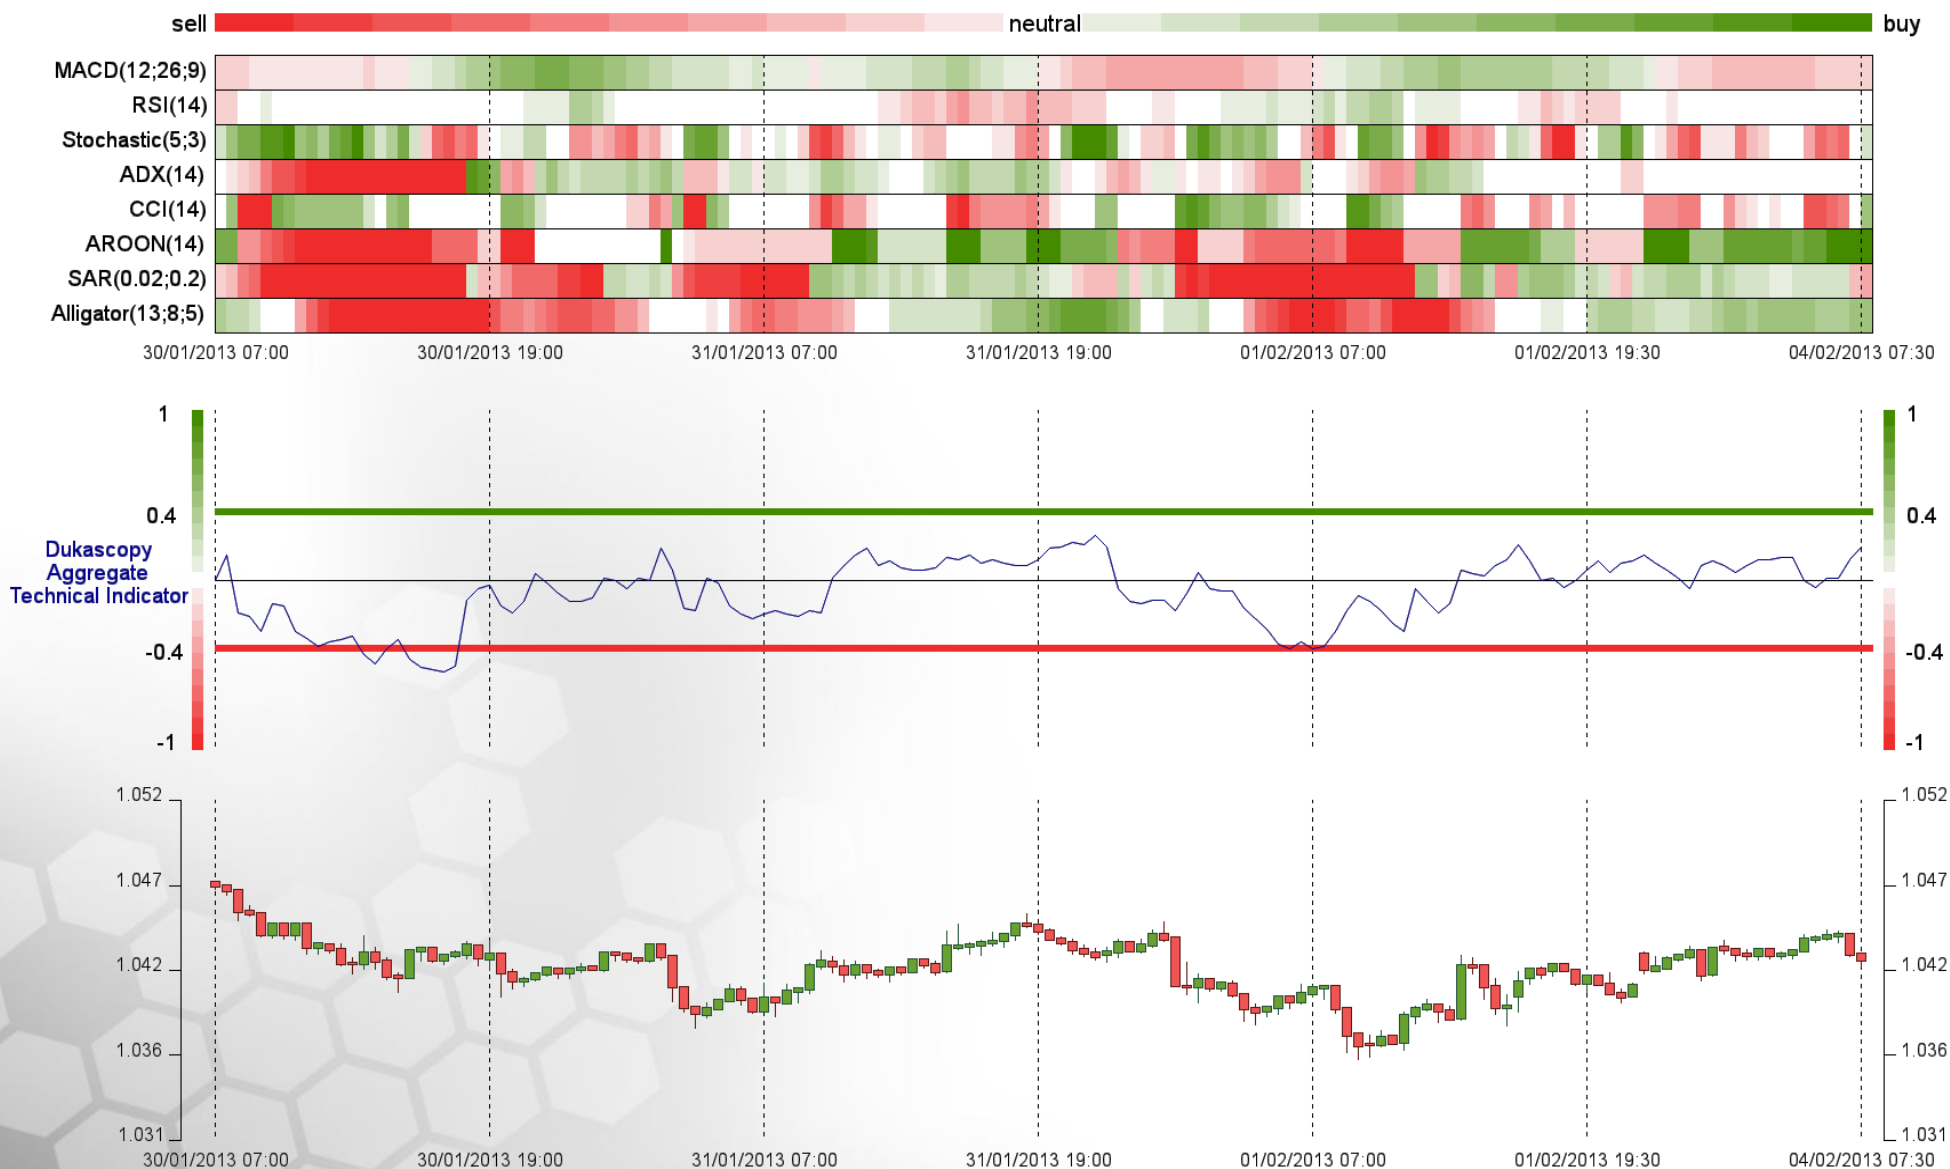 sell neutral buy
MACD(12;26;9)
RSI(14)
Stochastic(5;3)
ADX(14)
CCI(14)
AROON(14)
SAR(0.02;0.2)
Alligator(13;8;5)
30/01/2013 07:00 30/01/2013 19:00 31/01/2013 07:00 31/01/2013 19:00 01/02/2013 07:00 01/02/2013 19:30 04/02/2013 07:30
1 1
0.4 0.4
Dukascopy
Aggregate
Technical Indicator
-0.4 -0.4
-1 -1
1.052 1.052
1.047 1.047
1.042 1.042
1.036 1.036
1.031 1.031
30/01/2013 07:00 30/01/2013 19:00 31/01/2013 07:00 31/01/2013 19:00 01/02/2013 07:00 01/02/2013 19:30 04/02/2013 07:30